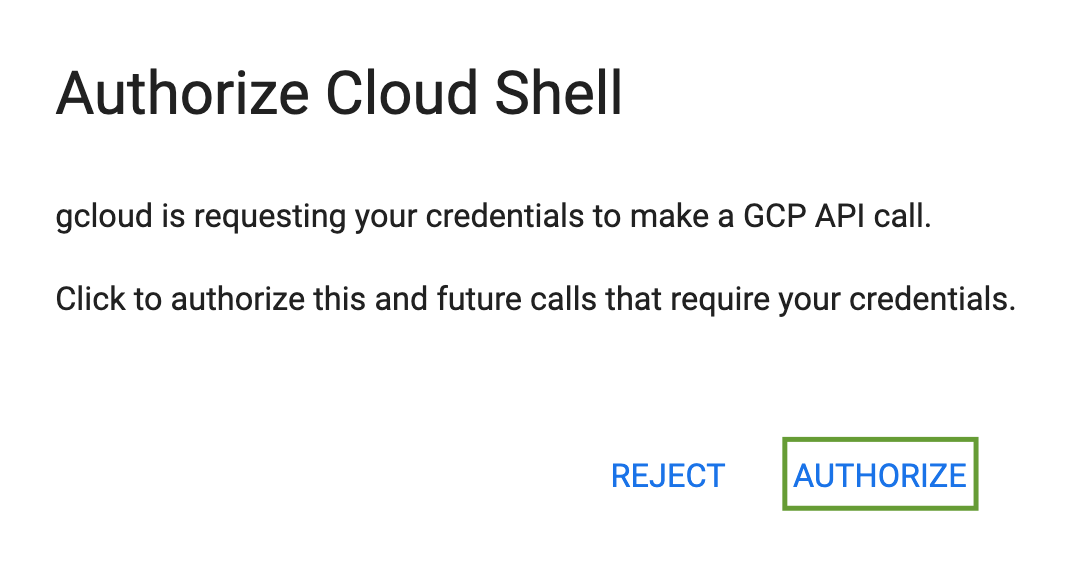 Authorize Cloud Shell
gcloud is requesting your credentials to make a GCP API call.
Click to authorize this and future calls that require your credentials.
REJECT AUTHORIZE